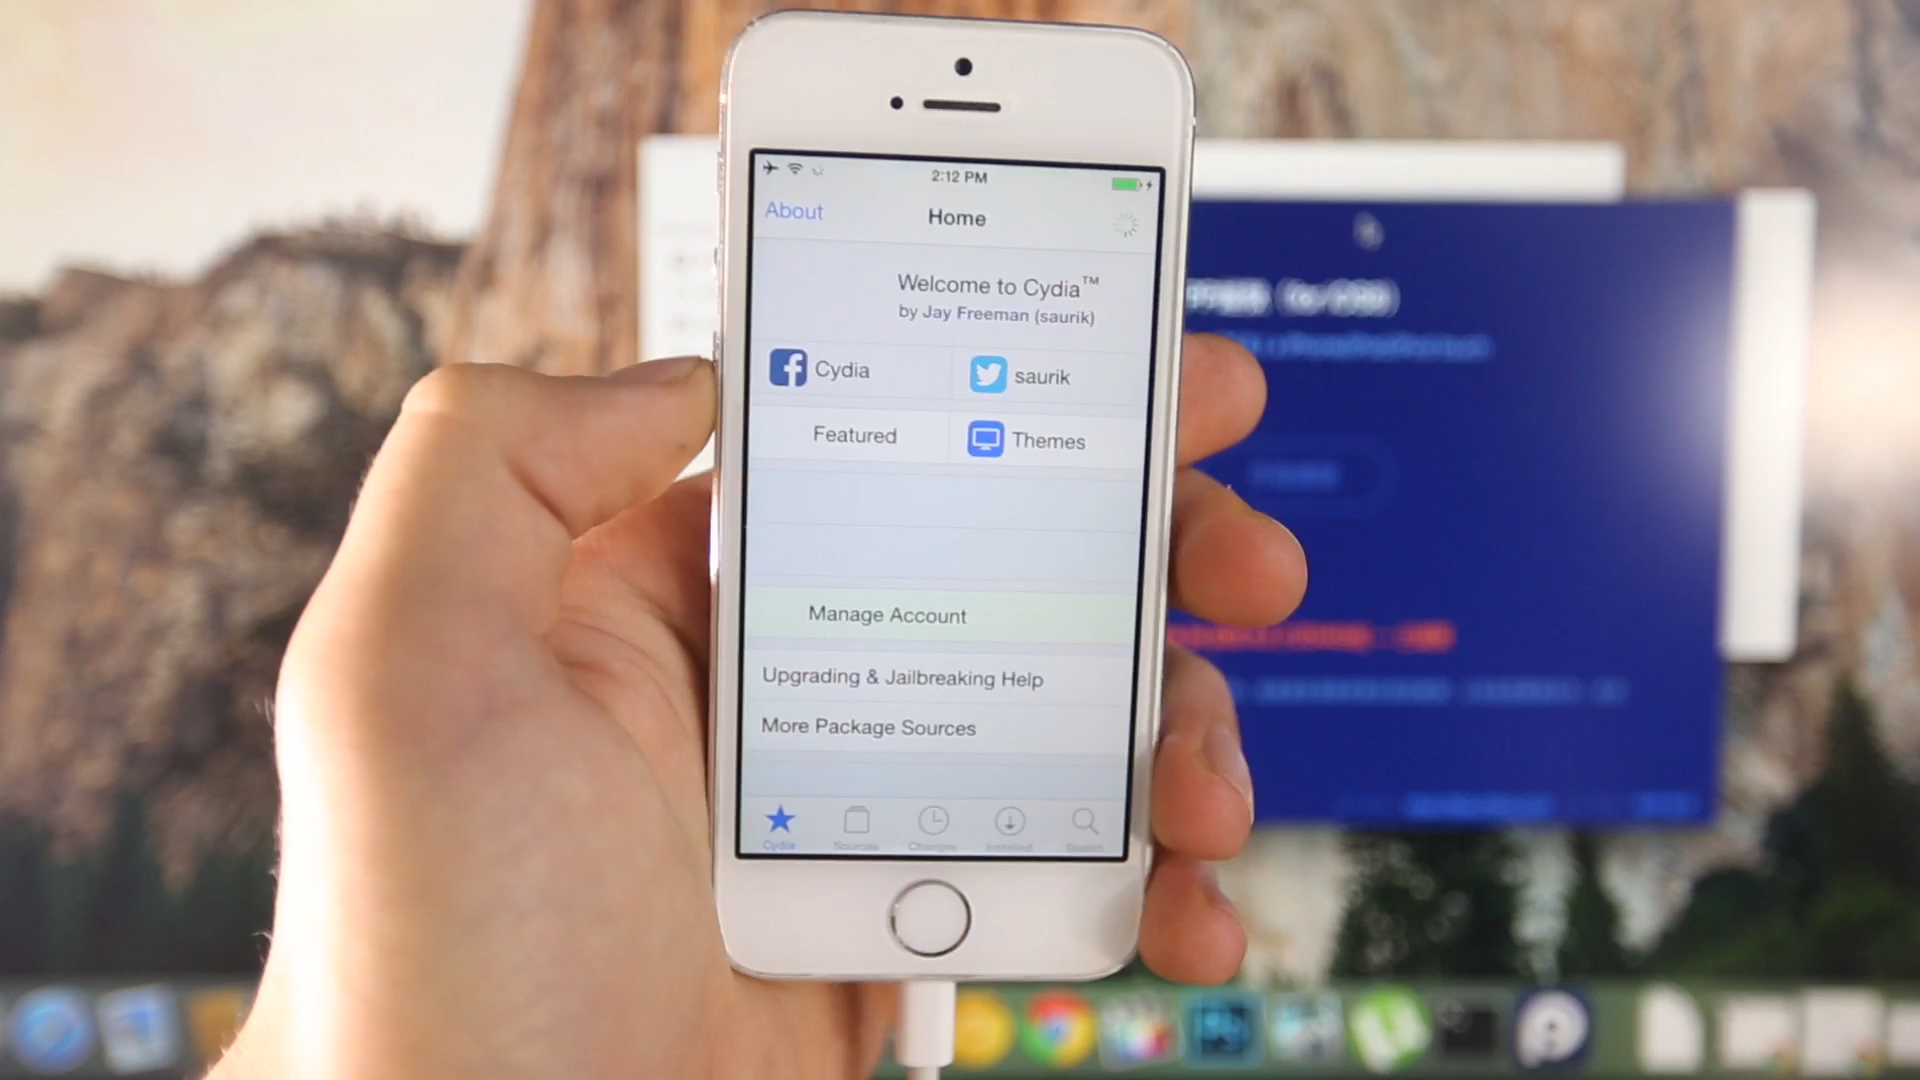 2:12 PM
About
Home
Welcome to Cydia™
by Jay Freeman (saurik)
Cydia
saurik
Featured
Themes
Manage Account
Upgrading & Jailbreaking Help
More Package Sources
Cydia
Sources
Changes
Installed
Search